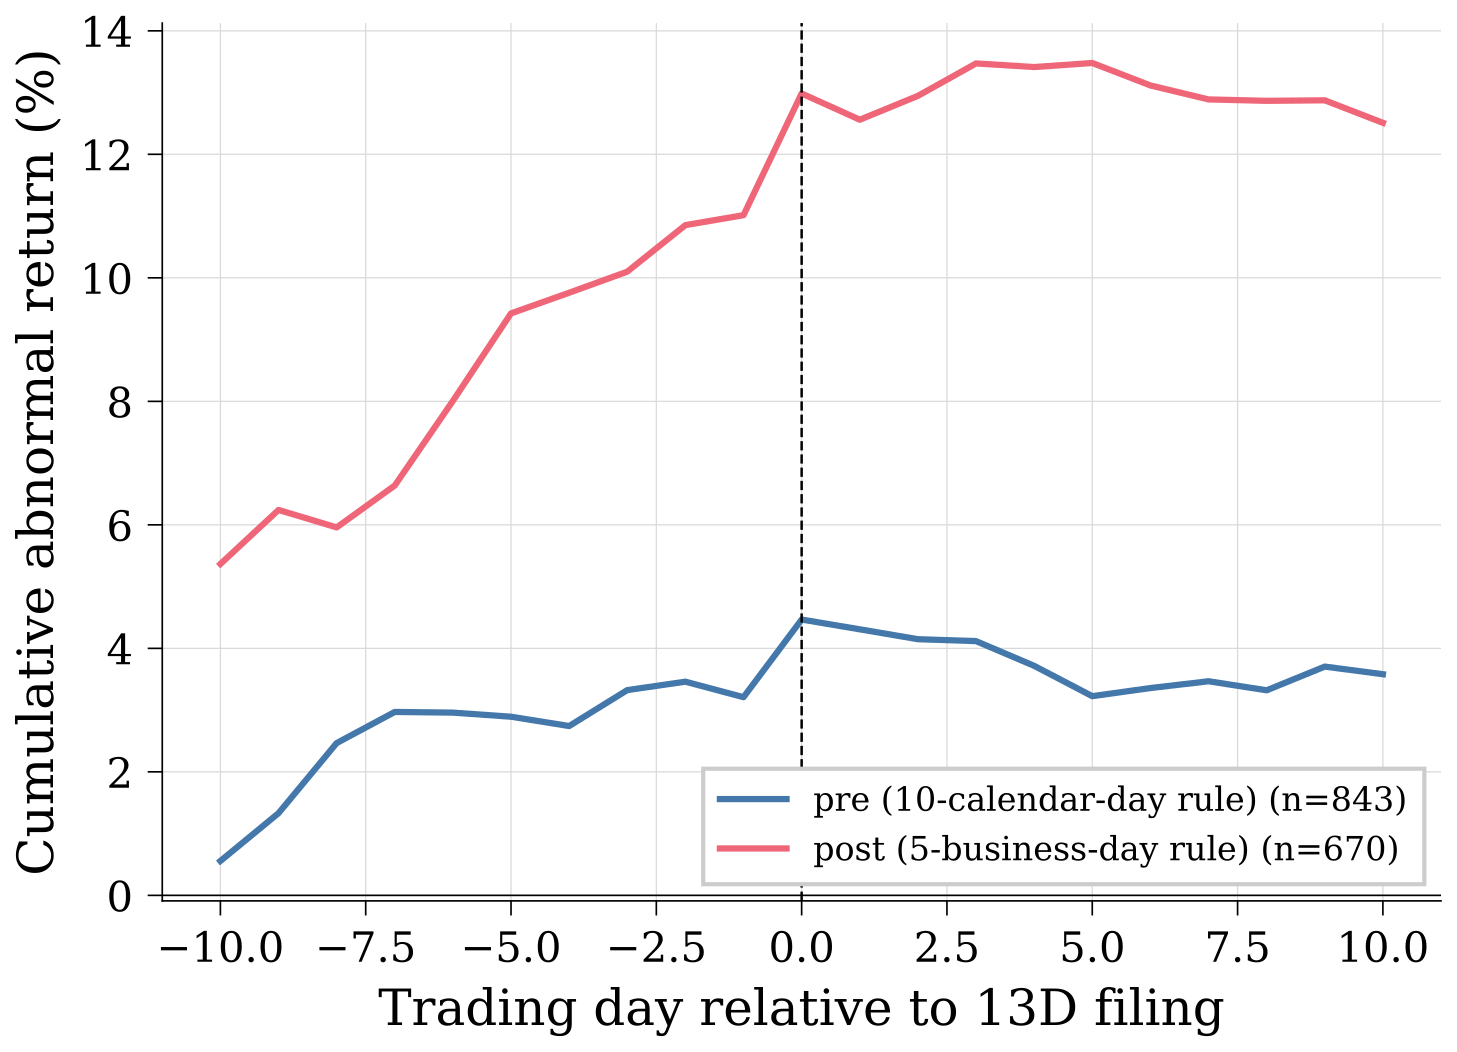 Cumulative abnormal return (%)
14
12
10
8
6
4
2
0
pre (10-calendar-day rule) (n=843)
post (5-business-day rule) (n=670)
−10.0 −7.5 −5.0 −2.5 0.0 2.5 5.0 7.5 10.0
Trading day relative to 13D filing